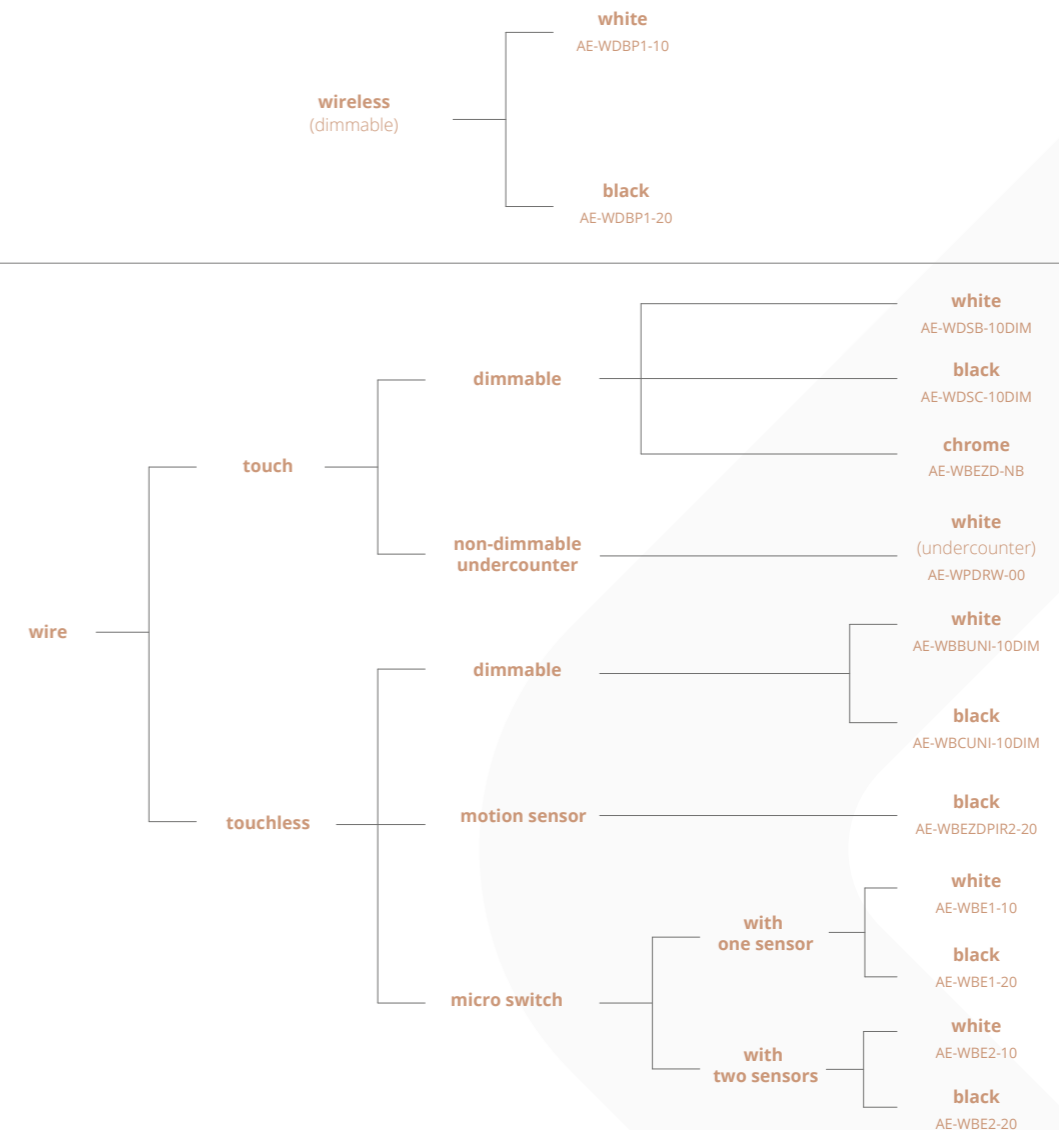 white
AE-WDBP1-10
wireless
(dimmable)
black
AE-WDBP1-20
white
AE-WDSB-10DIM
dimmable
black
AE-WDSC-10DIM
chrome
AE-WBEZD-NB
touch
non-dimmable
undercounter
white
(undercounter)
AE-WPDRW-00
wire
dimmable
white
AE-WBBUNI-10DIM
black
AE-WBCUNI-10DIM
touchless
motion sensor
black
AE-WBEZDPIR2-20
micro switch
with
one sensor
white
AE-WBE1-10
black
AE-WBE1-20
with
two sensors
white
AE-WBE2-10
black
AE-WBE2-20